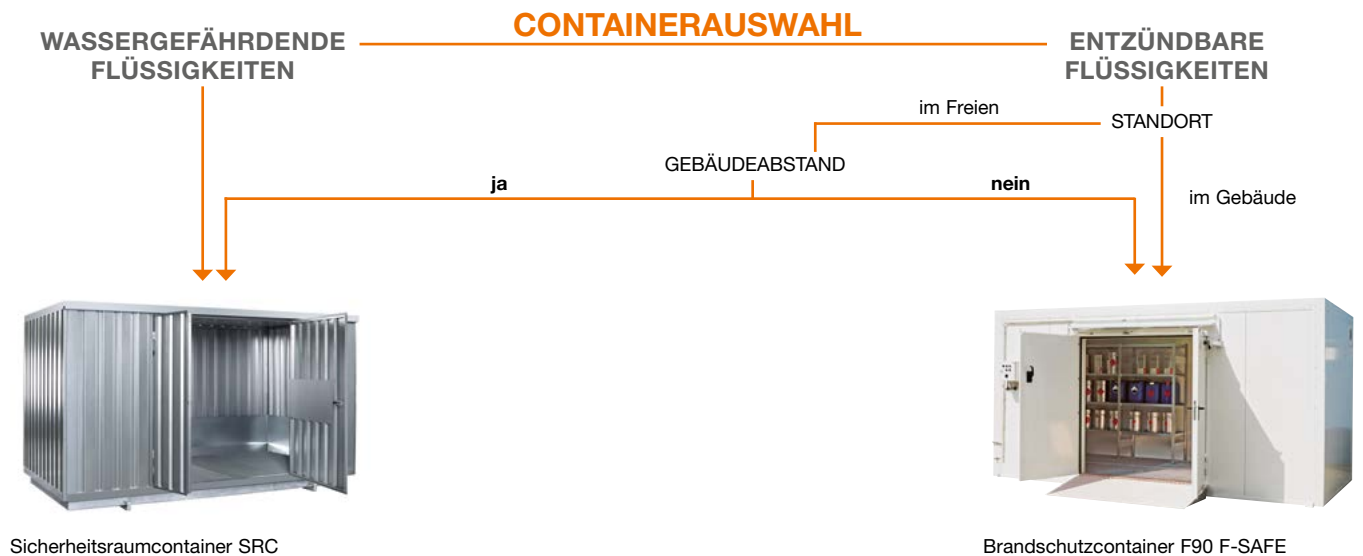 CONTAINERAUSWAHL
WASSERGEFÄHRDENDE
FLÜSSIGKEITEN
ENTZÜNDBARE
FLÜSSIGKEITEN
im Freien
STANDORT
GEBÄUDEABSTAND
ja
nein
im Gebäude
Sicherheitsraumcontainer SRC
Brandschutzcontainer F90 F-SAFE